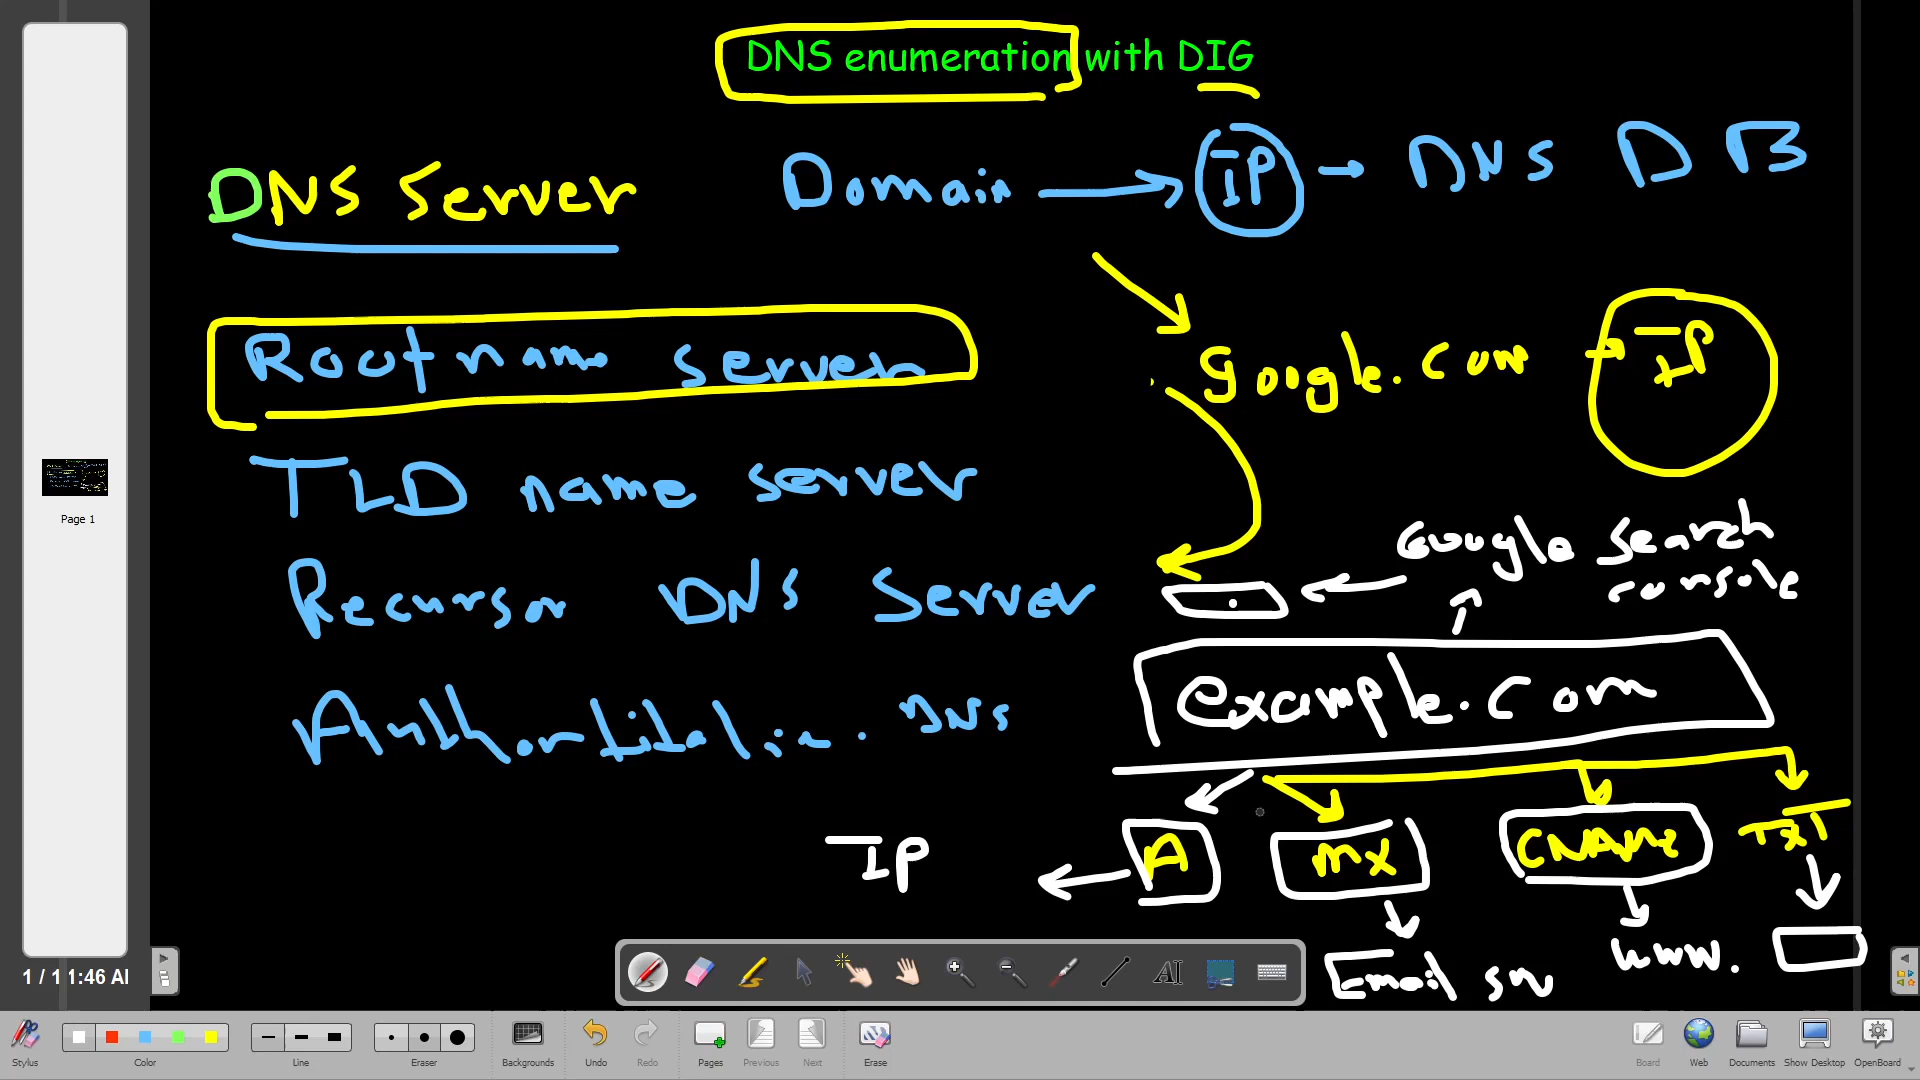 DNS enumeration with DIG
DNS Server
Domain → IP → DNS DB
google.com → IP
Root name server
TLD name server
Recursor DNS Server
Google search
console
example.com
DNS
IP
A
MX
CNAME
TXT
Email
www.
Page 1
1 / 1
1:46 AM
Stylus
Color
Line
Eraser
Backgrounds
Undo
Redo
Pages
Previous
Next
Erase
Board
Web
Documents
Show Desktop
OpenBoard